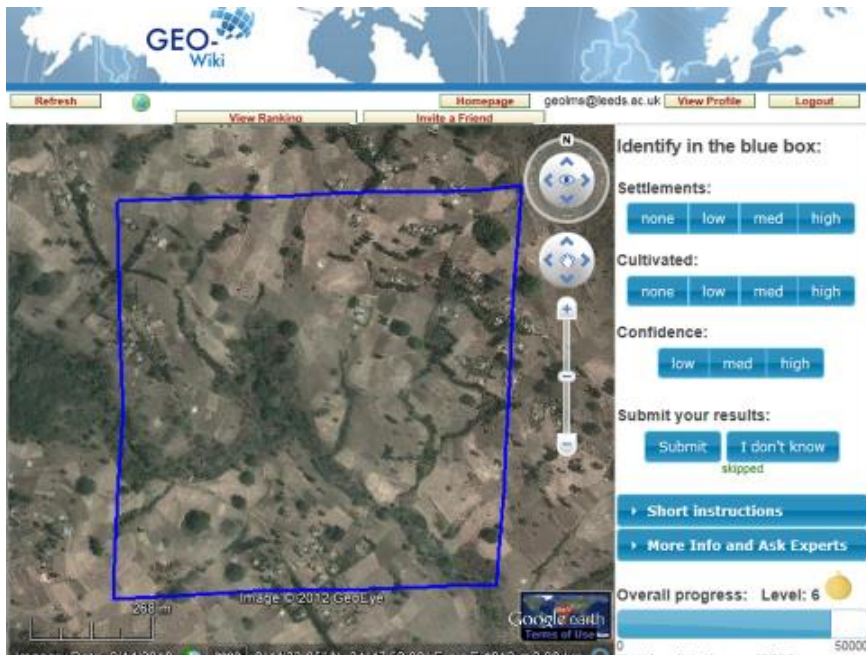 GEO-
Wiki
Refresh
Homepage
geolms@leeds.ac.uk
View Profile
Logout
View Ranking
Invite a Friend
N
Identify in the blue box:
Settlements:
none low med high
Cultivated:
none low med high
Confidence:
low med high
Submit your results:
Submit I don't know
skipped
Short instructions
More Info and Ask Experts
Overall progress: Level: 6
0 50000
268 m
Image © 2012 GeoEye
Google earth
Terms of Use